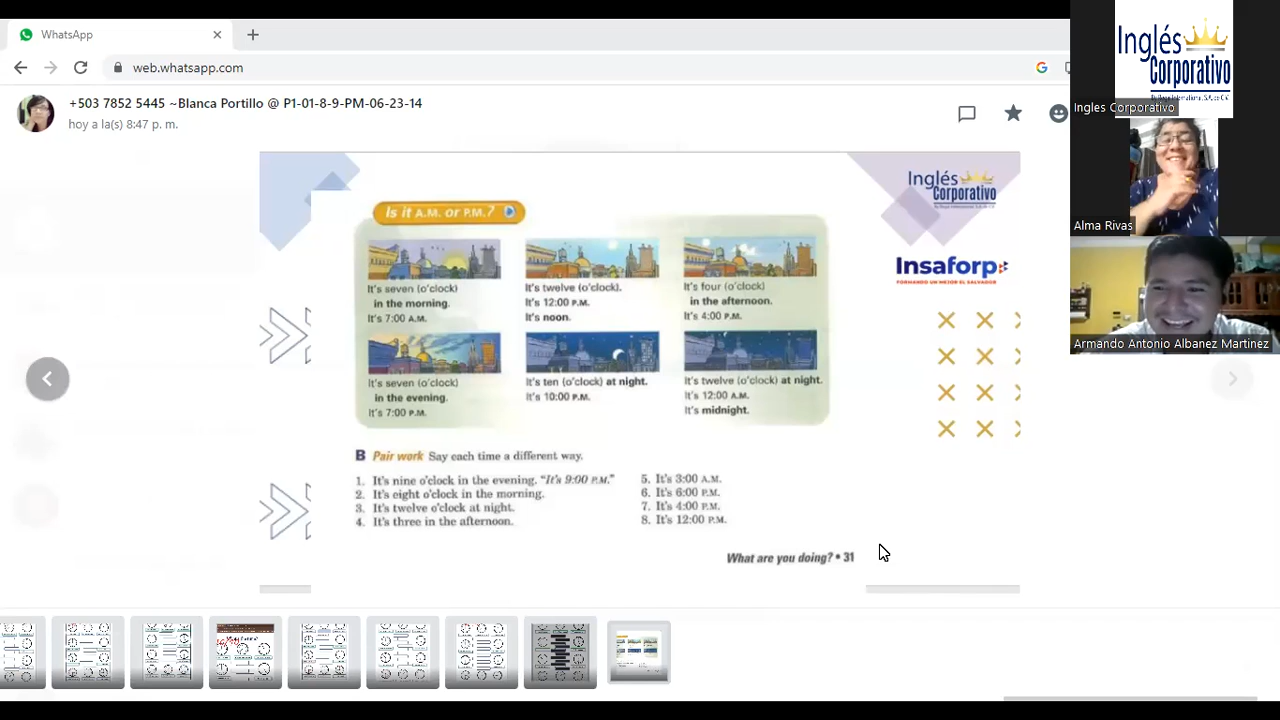 WhatsApp
web.whatsapp.com
+503 7852 5445 ~Blanca Portillo @ P1-01-8-9-PM-06-23-14
hoy a la(s) 8:47 p. m.
Is it A.M. or P.M.?
It's seven (o'clock)
in the morning.
It's 7:00 A.M.
It's twelve (o'clock).
It's 12:00 P.M.
It's noon.
It's four (o'clock)
in the afternoon.
It's 4:00 P.M.
It's seven (o'clock)
in the evening.
It's 7:00 P.M.
It's ten (o'clock) at night.
It's 10:00 P.M.
It's twelve (o'clock) at night.
It's 12:00 A.M.
It's midnight.
B Pair work Say each time a different way.
1. It's nine o'clock in the evening. "It's 9:00 P.M."
2. It's eight o'clock in the morning.
3. It's twelve o'clock at night.
4. It's three in the afternoon.
5. It's 3:00 A.M.
6. It's 6:00 P.M.
7. It's 4:00 P.M.
8. It's 12:00 P.M.
What are you doing? • 31
Inglés
Corporativo
Insaforp
FORMANDO UN MEJOR EL SALVADOR
Inglés
Corporativo
Ingles Corporativo
Alma Rivas
Armando Antonio Albanez Martinez